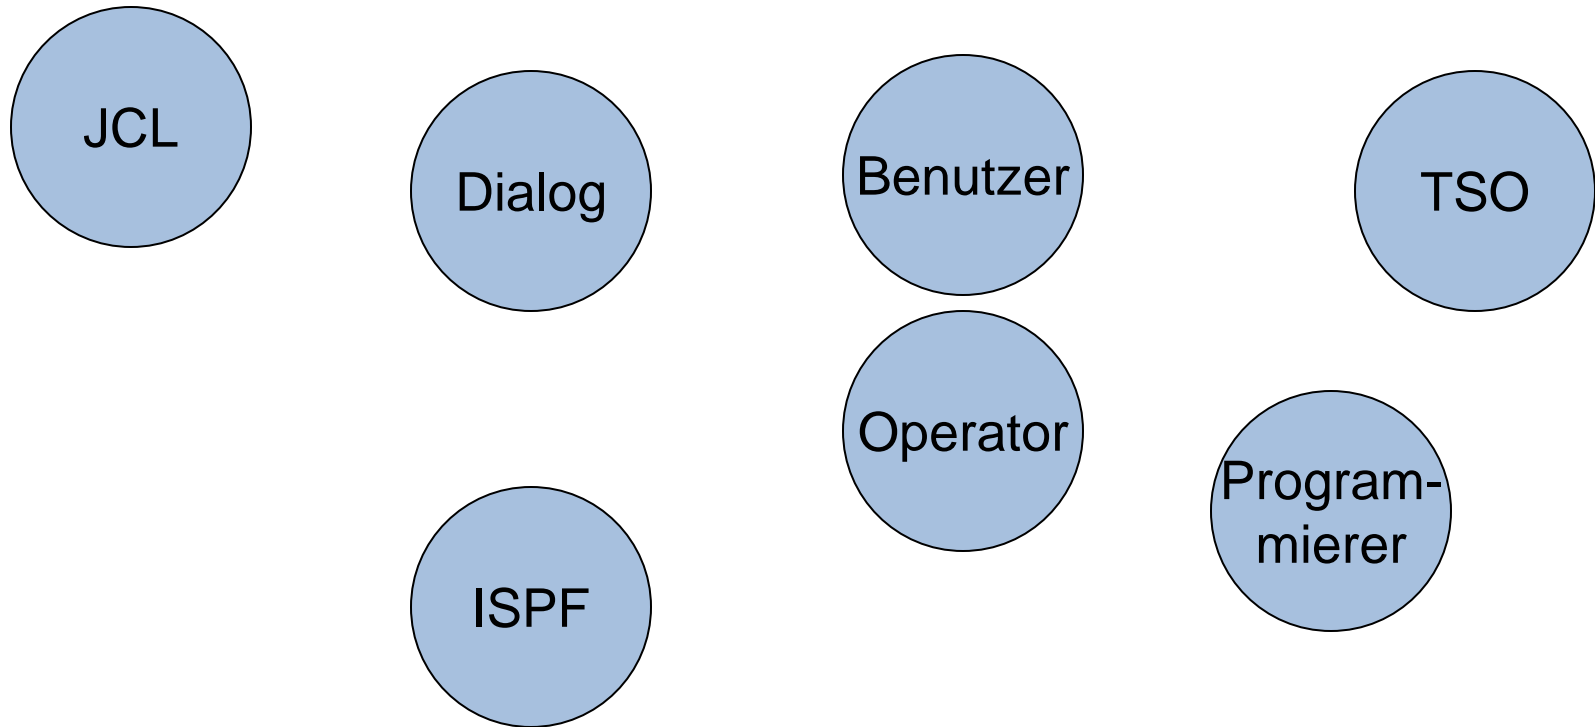 JCL
Dialog
Benutzer
TSO
Operator
Program-
mierer
ISPF